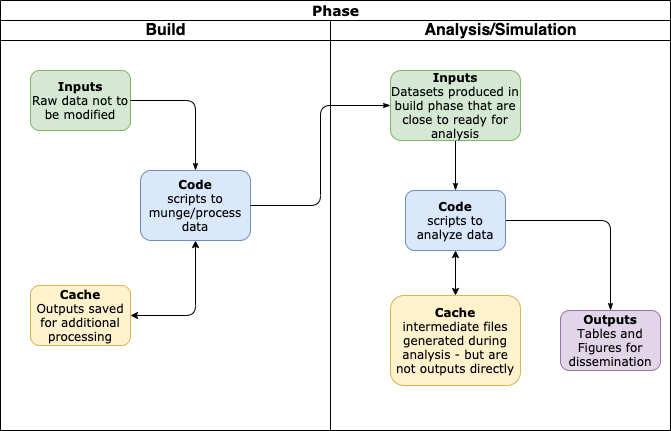 Phase
Build
Analysis/Simulation
Inputs
Raw data not to
be modified
Code
scripts to
munge/process
data
Cache
Outputs saved
for additional
processing
Inputs
Datasets produced in
build phase that are
close to ready for
analysis
Code
scripts to
analyze data
Cache
intermediate files
generated during
analysis - but are
not outputs directly
Outputs
Tables and
Figures for
dissemination